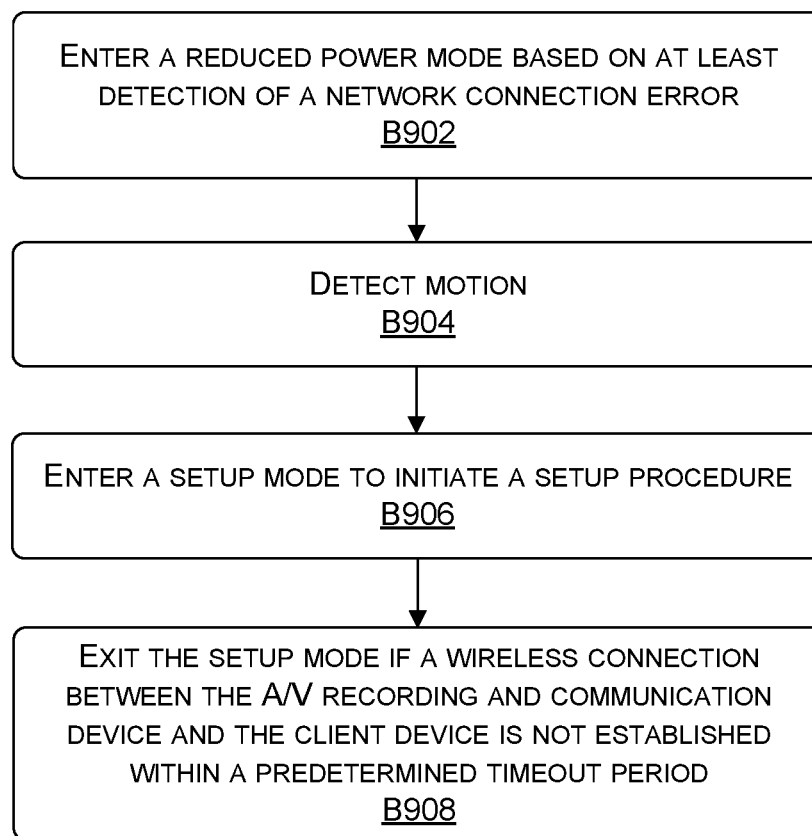 ENTER A REDUCED POWER MODE BASED ON AT LEAST
DETECTION OF A NETWORK CONNECTION ERROR
B902
DETECT MOTION
B904
ENTER A SETUP MODE TO INITIATE A SETUP PROCEDURE
B906
EXIT THE SETUP MODE IF A WIRELESS CONNECTION
BETWEEN THE A/V RECORDING AND COMMUNICATION
DEVICE AND THE CLIENT DEVICE IS NOT ESTABLISHED
WITHIN A PREDETERMINED TIMEOUT PERIOD
B908